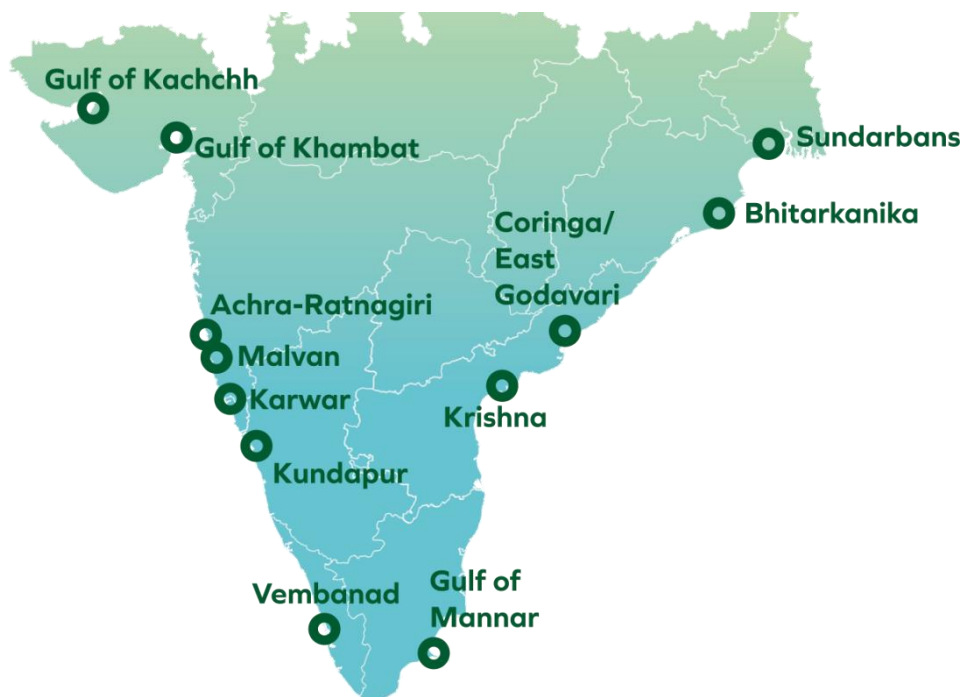 Gulf of Kachchh
Gulf of Khambat
Sundarbans
Bhitarkanika
Coringa/
East
Godavari
Achra-Ratnagiri
Malvan
Karwar
Krishna
Kundapur
Vembanad
Gulf of
Mannar